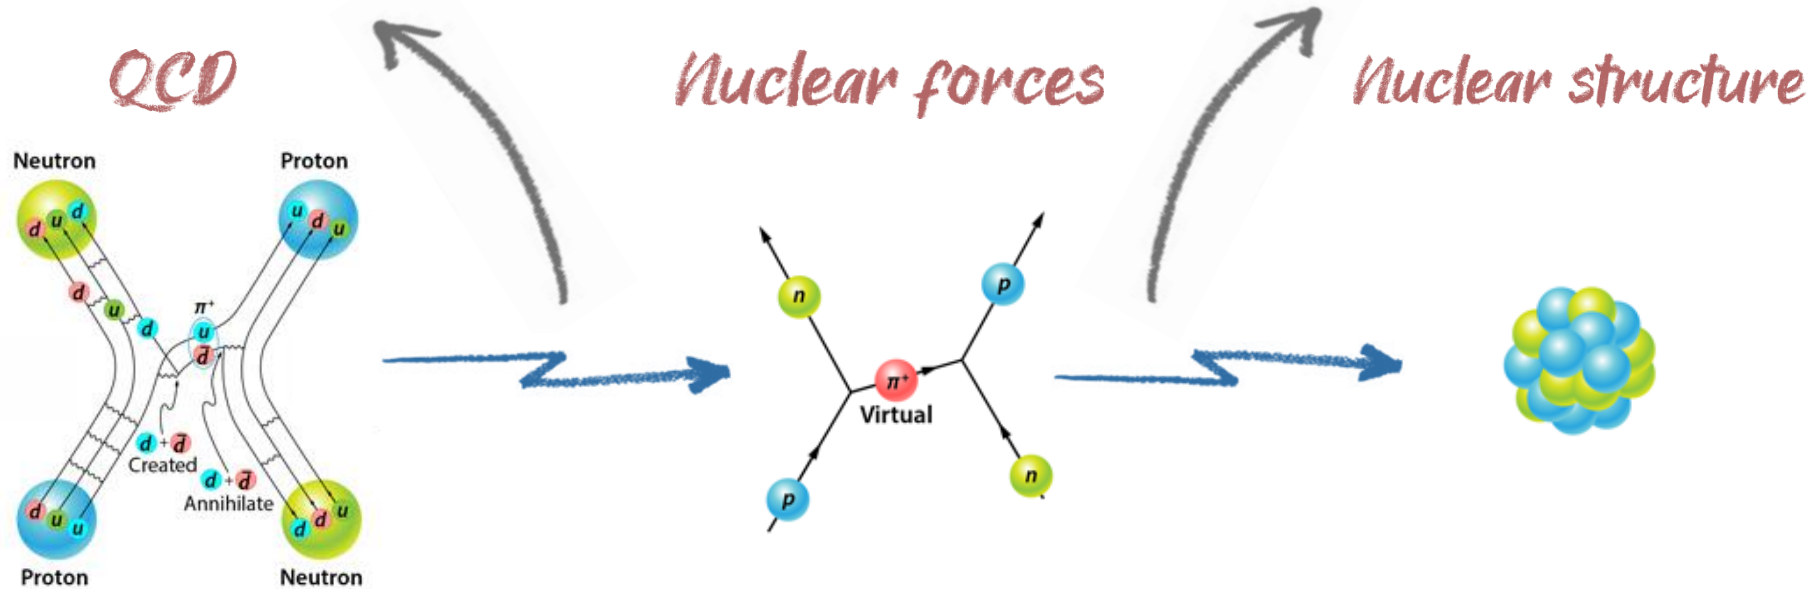 QCD
Nuclear forces
Nuclear structure
Neutron
Proton
d u d
u d u
d
u
d
π⁺
u
d̅
d + d̅
Created
d + d̅
Annihilate
d u u
d d u
Proton
Neutron
n
p
π⁺
Virtual
p
n